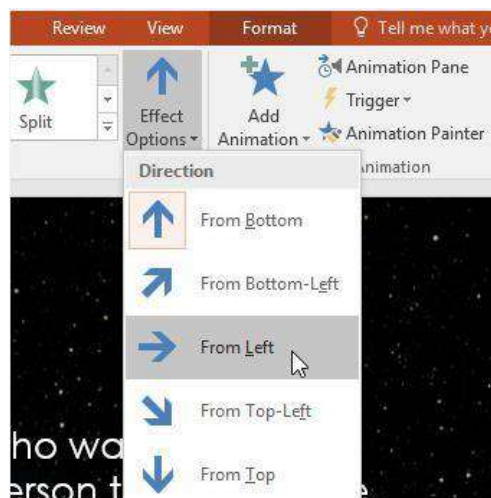 Review View Format Tell me what
Split
Effect
Options
Add
Animation
Animation Pane
Trigger
Animation Painter
nimation
Direction
From Bottom
From Bottom-Left
From Left
From Top-Left
From Top
ho wa
erson t